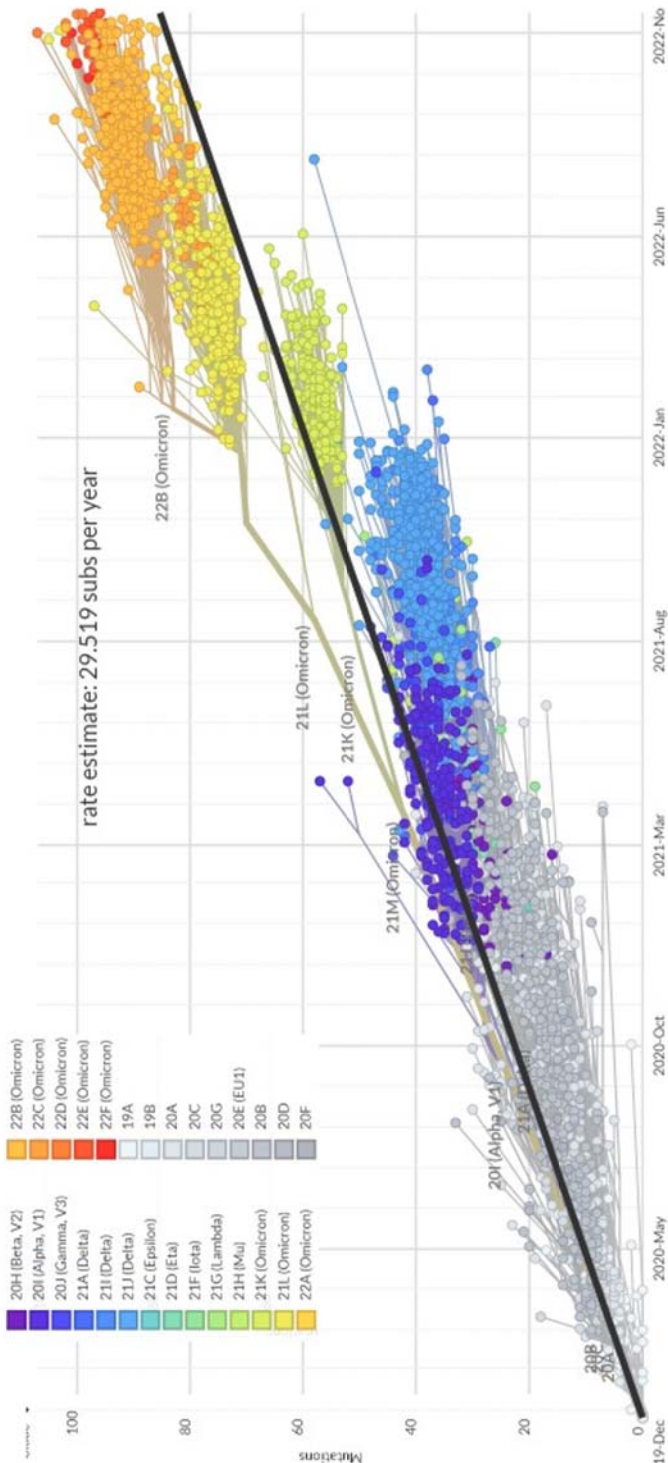 20H (Beta, V2)
20I (Alpha, V1)
20J (Gamma, V3)
21A (Delta)
21I (Delta)
21J (Delta)
21C (Epsilon)
21D (Eta)
21F (Iota)
21G (Lambda)
21H (Mu)
21K (Omicron)
21L (Omicron)
22A (Omicron)
22B (Omicron)
22C (Omicron)
22D (Omicron)
22E (Omicron)
22F (Omicron)
19A
19B
20A
20C
20G
20E (EU1)
20B
20D
20F
rate estimate: 29.519 subs per year
22B (Omicron)
21L (Omicron)
21K (Omicron)
21M (Omicron)
20I (Alpha, V1)
20B
20A
100
80
60
40
20
0
Mutations
19-Dec
2020-May
2020-Oct
2021-Mar
2021-Aug
2022-Jan
2022-Jun
2022-No